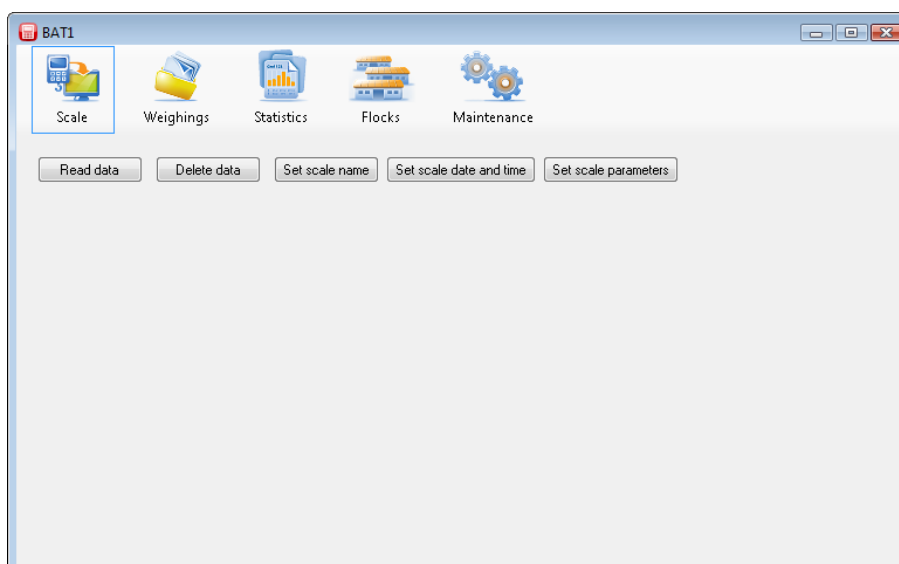 BAT1
Scale Weighings Statistics Flocks Maintenance
Read data Delete data Set scale name Set scale date and time Set scale parameters